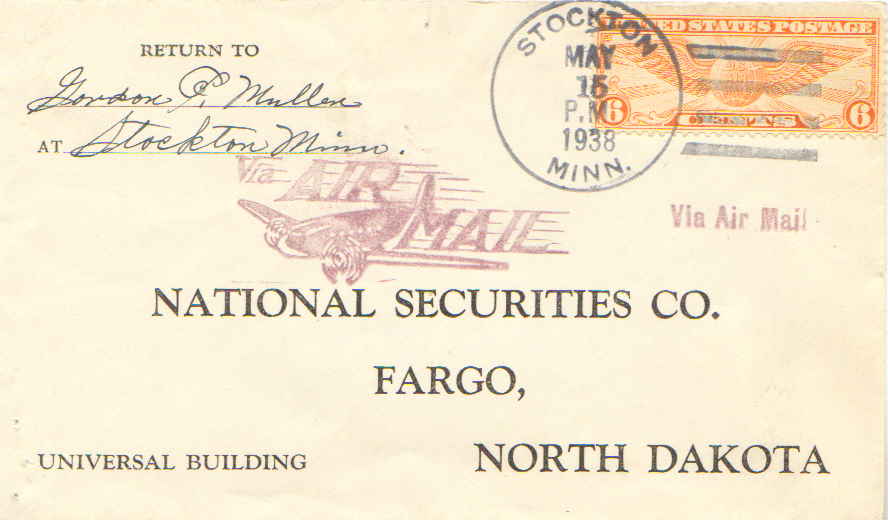 RETURN TO
Gordon P. Mullen
AT Stockton Minn.
STOCKTON
MAY
15
P.M.
1938
MINN.
UNITED STATES POSTAGE
6 CENTS 6
Via AIR MAIL
Via Air Mail
NATIONAL SECURITIES CO.
FARGO,
UNIVERSAL BUILDING
NORTH DAKOTA